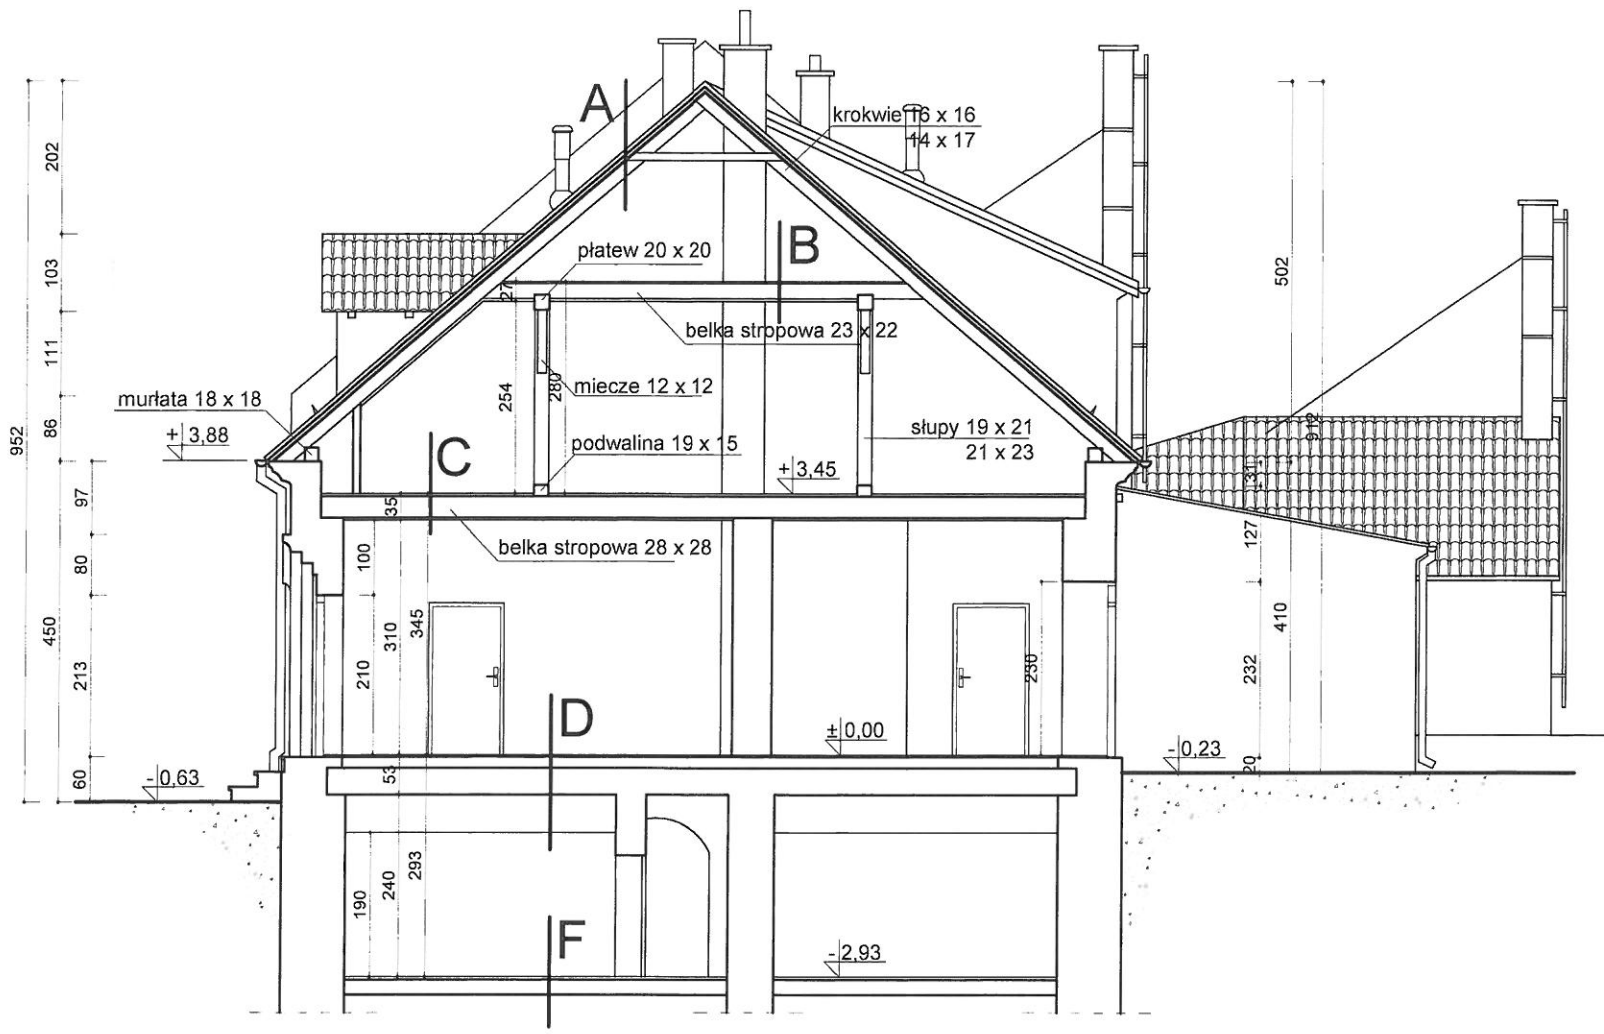 A
krokwie 16 x 16
14 x 17
202
płatew 20 x 20
B
103
27
502
belka stropowa 23 x 22
111
miecze 12 x 12
254
280
murłata 18 x 18
86
952
+ 3,88
912
słupy 19 x 21
21 x 23
podwalina 19 x 15
C
+ 3,45
131
97
35
127
belka stropowa 28 x 28
100
80
450
310
345
410
213
210
230
232
D
± 0,00
- 0,63
60
53
- 0,23
20
190
240
293
F
- 2,93